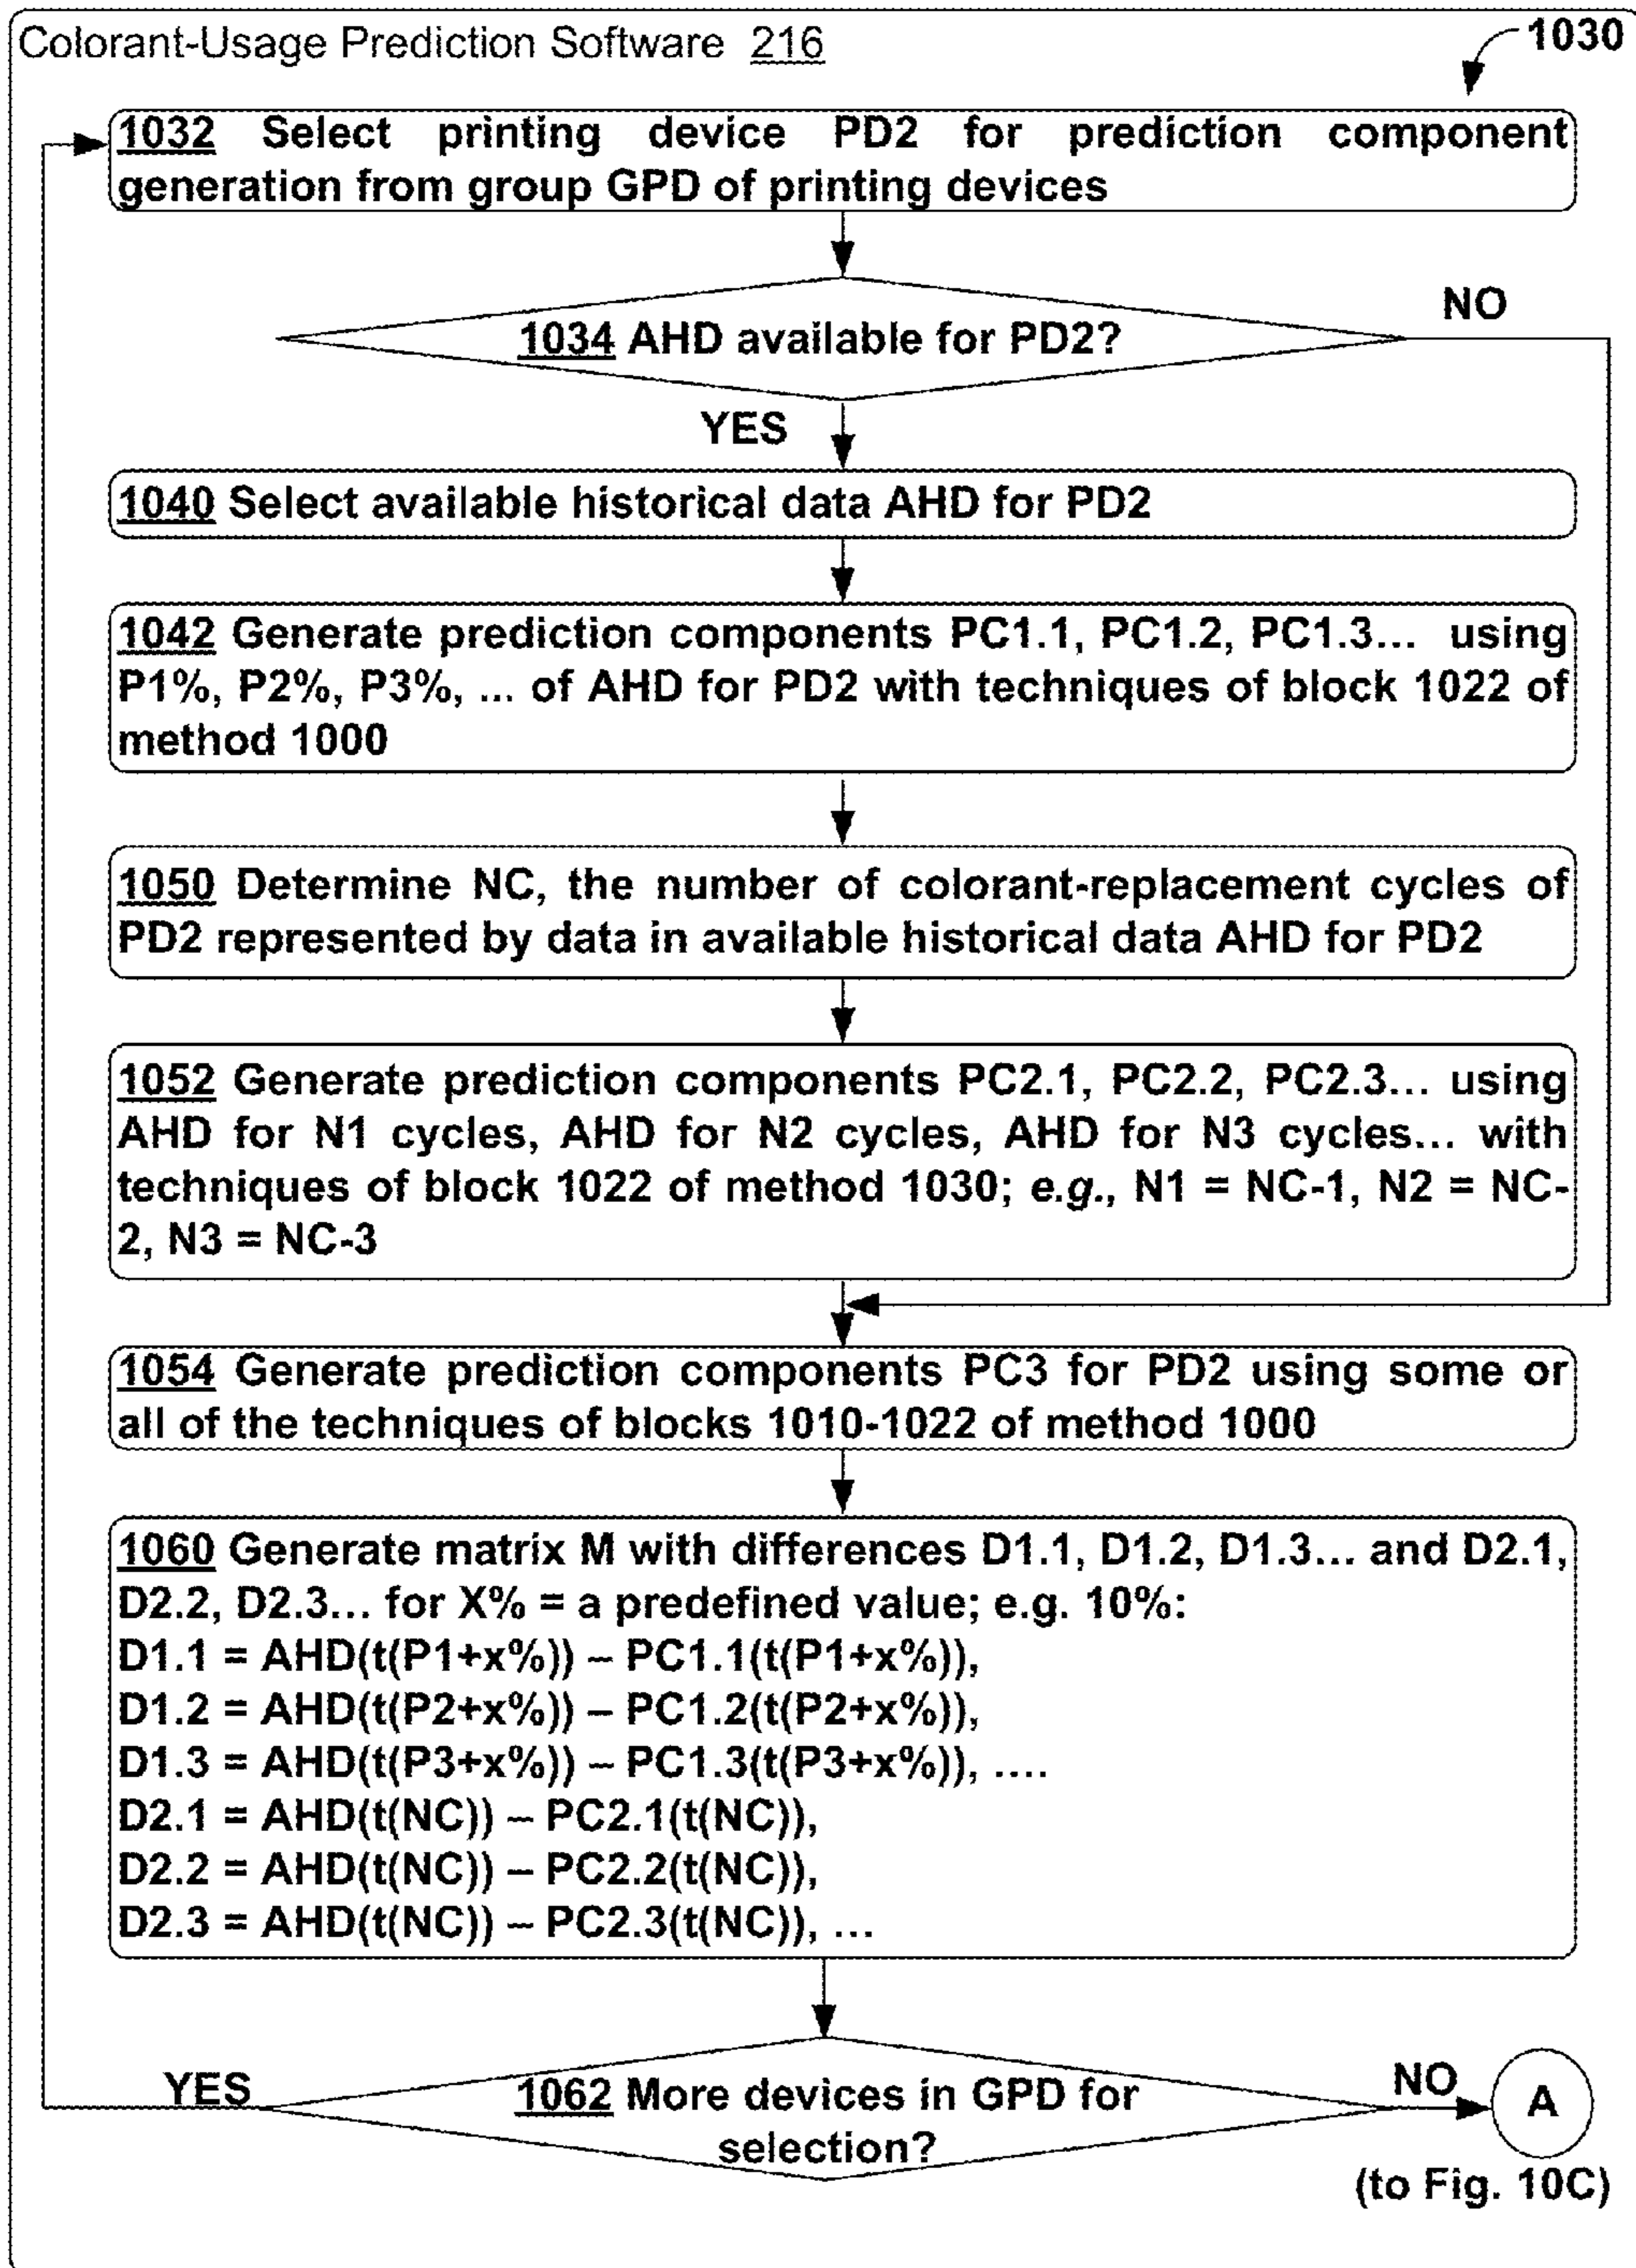 Colorant-Usage Prediction Software 216
1030
1032 Select printing device PD2 for prediction component
generation from group GPD of printing devices
1034 AHD available for PD2?
NO
YES
1040 Select available historical data AHD for PD2
1042 Generate prediction components PC1.1, PC1.2, PC1.3... using
P1%, P2%, P3%, ... of AHD for PD2 with techniques of block 1022 of
method 1000
1050 Determine NC, the number of colorant-replacement cycles of
PD2 represented by data in available historical data AHD for PD2
1052 Generate prediction components PC2.1, PC2.2, PC2.3... using
AHD for N1 cycles, AHD for N2 cycles, AHD for N3 cycles... with
techniques of block 1022 of method 1030; e.g., N1 = NC-1, N2 = NC-
2, N3 = NC-3
1054 Generate prediction components PC3 for PD2 using some or
all of the techniques of blocks 1010-1022 of method 1000
1060 Generate matrix M with differences D1.1, D1.2, D1.3... and D2.1,
D2.2, D2.3... for X% = a predefined value; e.g. 10%:
D1.1 = AHD(t(P1+x%)) – PC1.1(t(P1+x%)),
D1.2 = AHD(t(P2+x%)) – PC1.2(t(P2+x%)),
D1.3 = AHD(t(P3+x%)) – PC1.3(t(P3+x%)), ....
D2.1 = AHD(t(NC)) – PC2.1(t(NC)),
D2.2 = AHD(t(NC)) – PC2.2(t(NC)),
D2.3 = AHD(t(NC)) – PC2.3(t(NC)), ...
YES
1062 More devices in GPD for
selection?
NO
A
(to Fig. 10C)